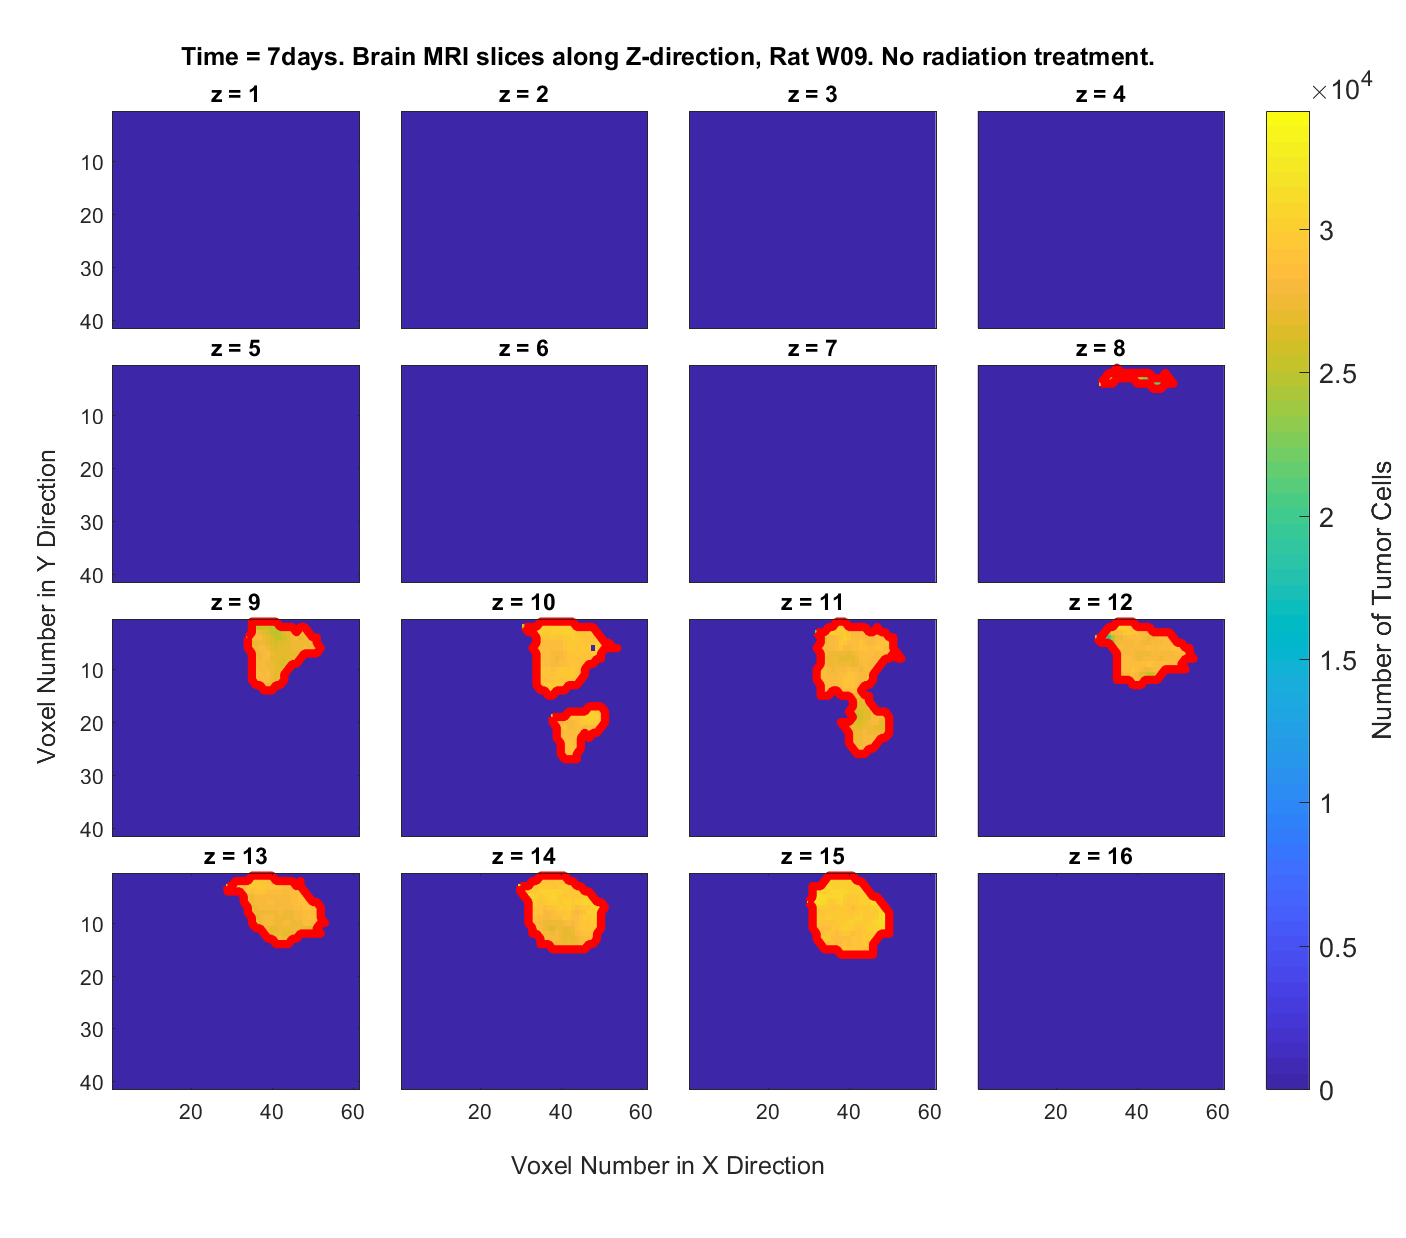 Time = 7days. Brain MRI slices along Z-direction, Rat W09. No radiation treatment.
×10^4
z = 1
z = 2
z = 3
z = 4
10
20
30
40
z = 5
z = 6
z = 7
z = 8
10
20
30
40
z = 9
z = 10
z = 11
z = 12
10
20
30
40
z = 13
z = 14
z = 15
z = 16
10
20
30
40
20 40 60
20 40 60
20 40 60
20 40 60
Voxel Number in X Direction
Voxel Number in Y Direction
3
2.5
2
1.5
1
0.5
0
Number of Tumor Cells